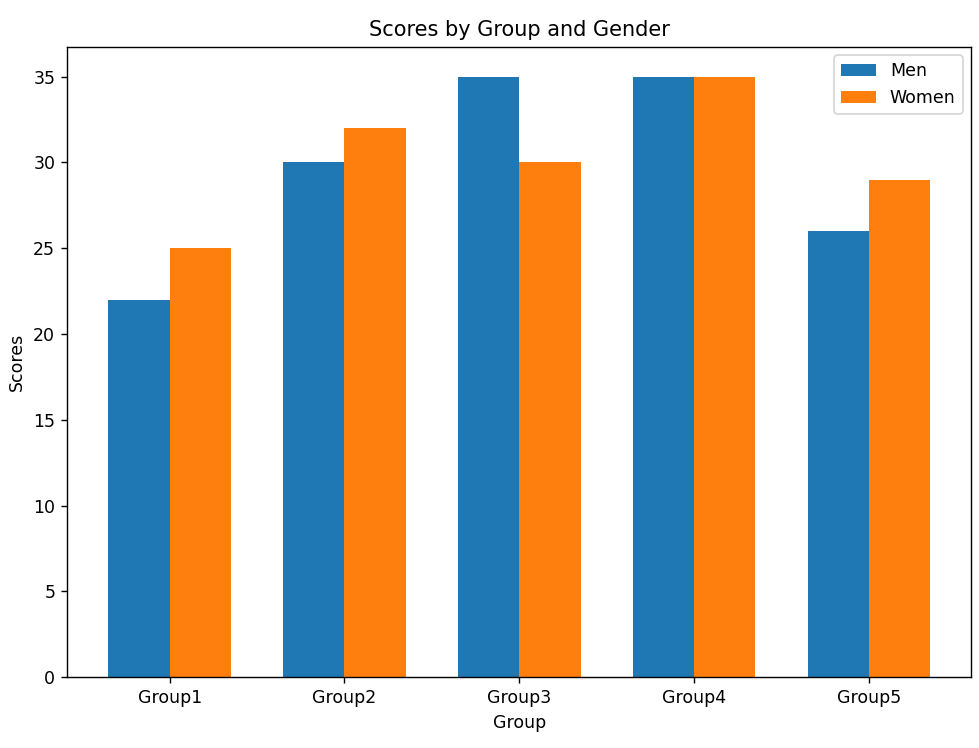 Scores by Group and Gender
Men
Women
Scores
35
30
25
20
15
10
5
0
Group1 Group2 Group3 Group4 Group5
Group